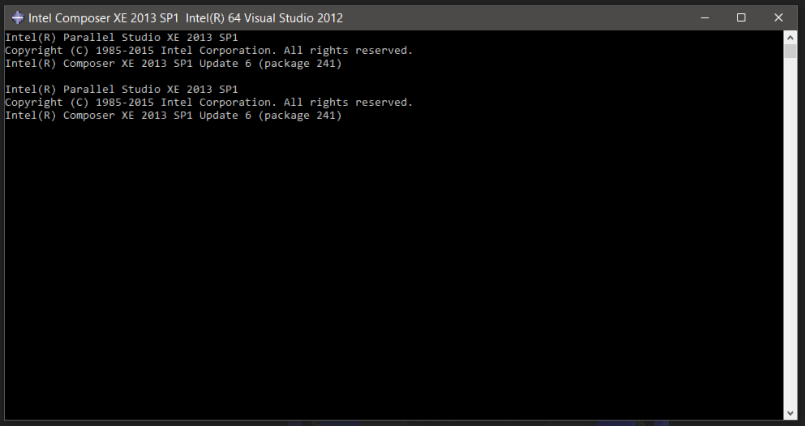 Intel Composer XE 2013 SP1  Intel(R) 64 Visual Studio 2012
Intel(R) Parallel Studio XE 2013 SP1
Copyright (C) 1985-2015 Intel Corporation. All rights reserved.
Intel(R) Composer XE 2013 SP1 Update 6 (package 241)
Intel(R) Parallel Studio XE 2013 SP1
Copyright (C) 1985-2015 Intel Corporation. All rights reserved.
Intel(R) Composer XE 2013 SP1 Update 6 (package 241)